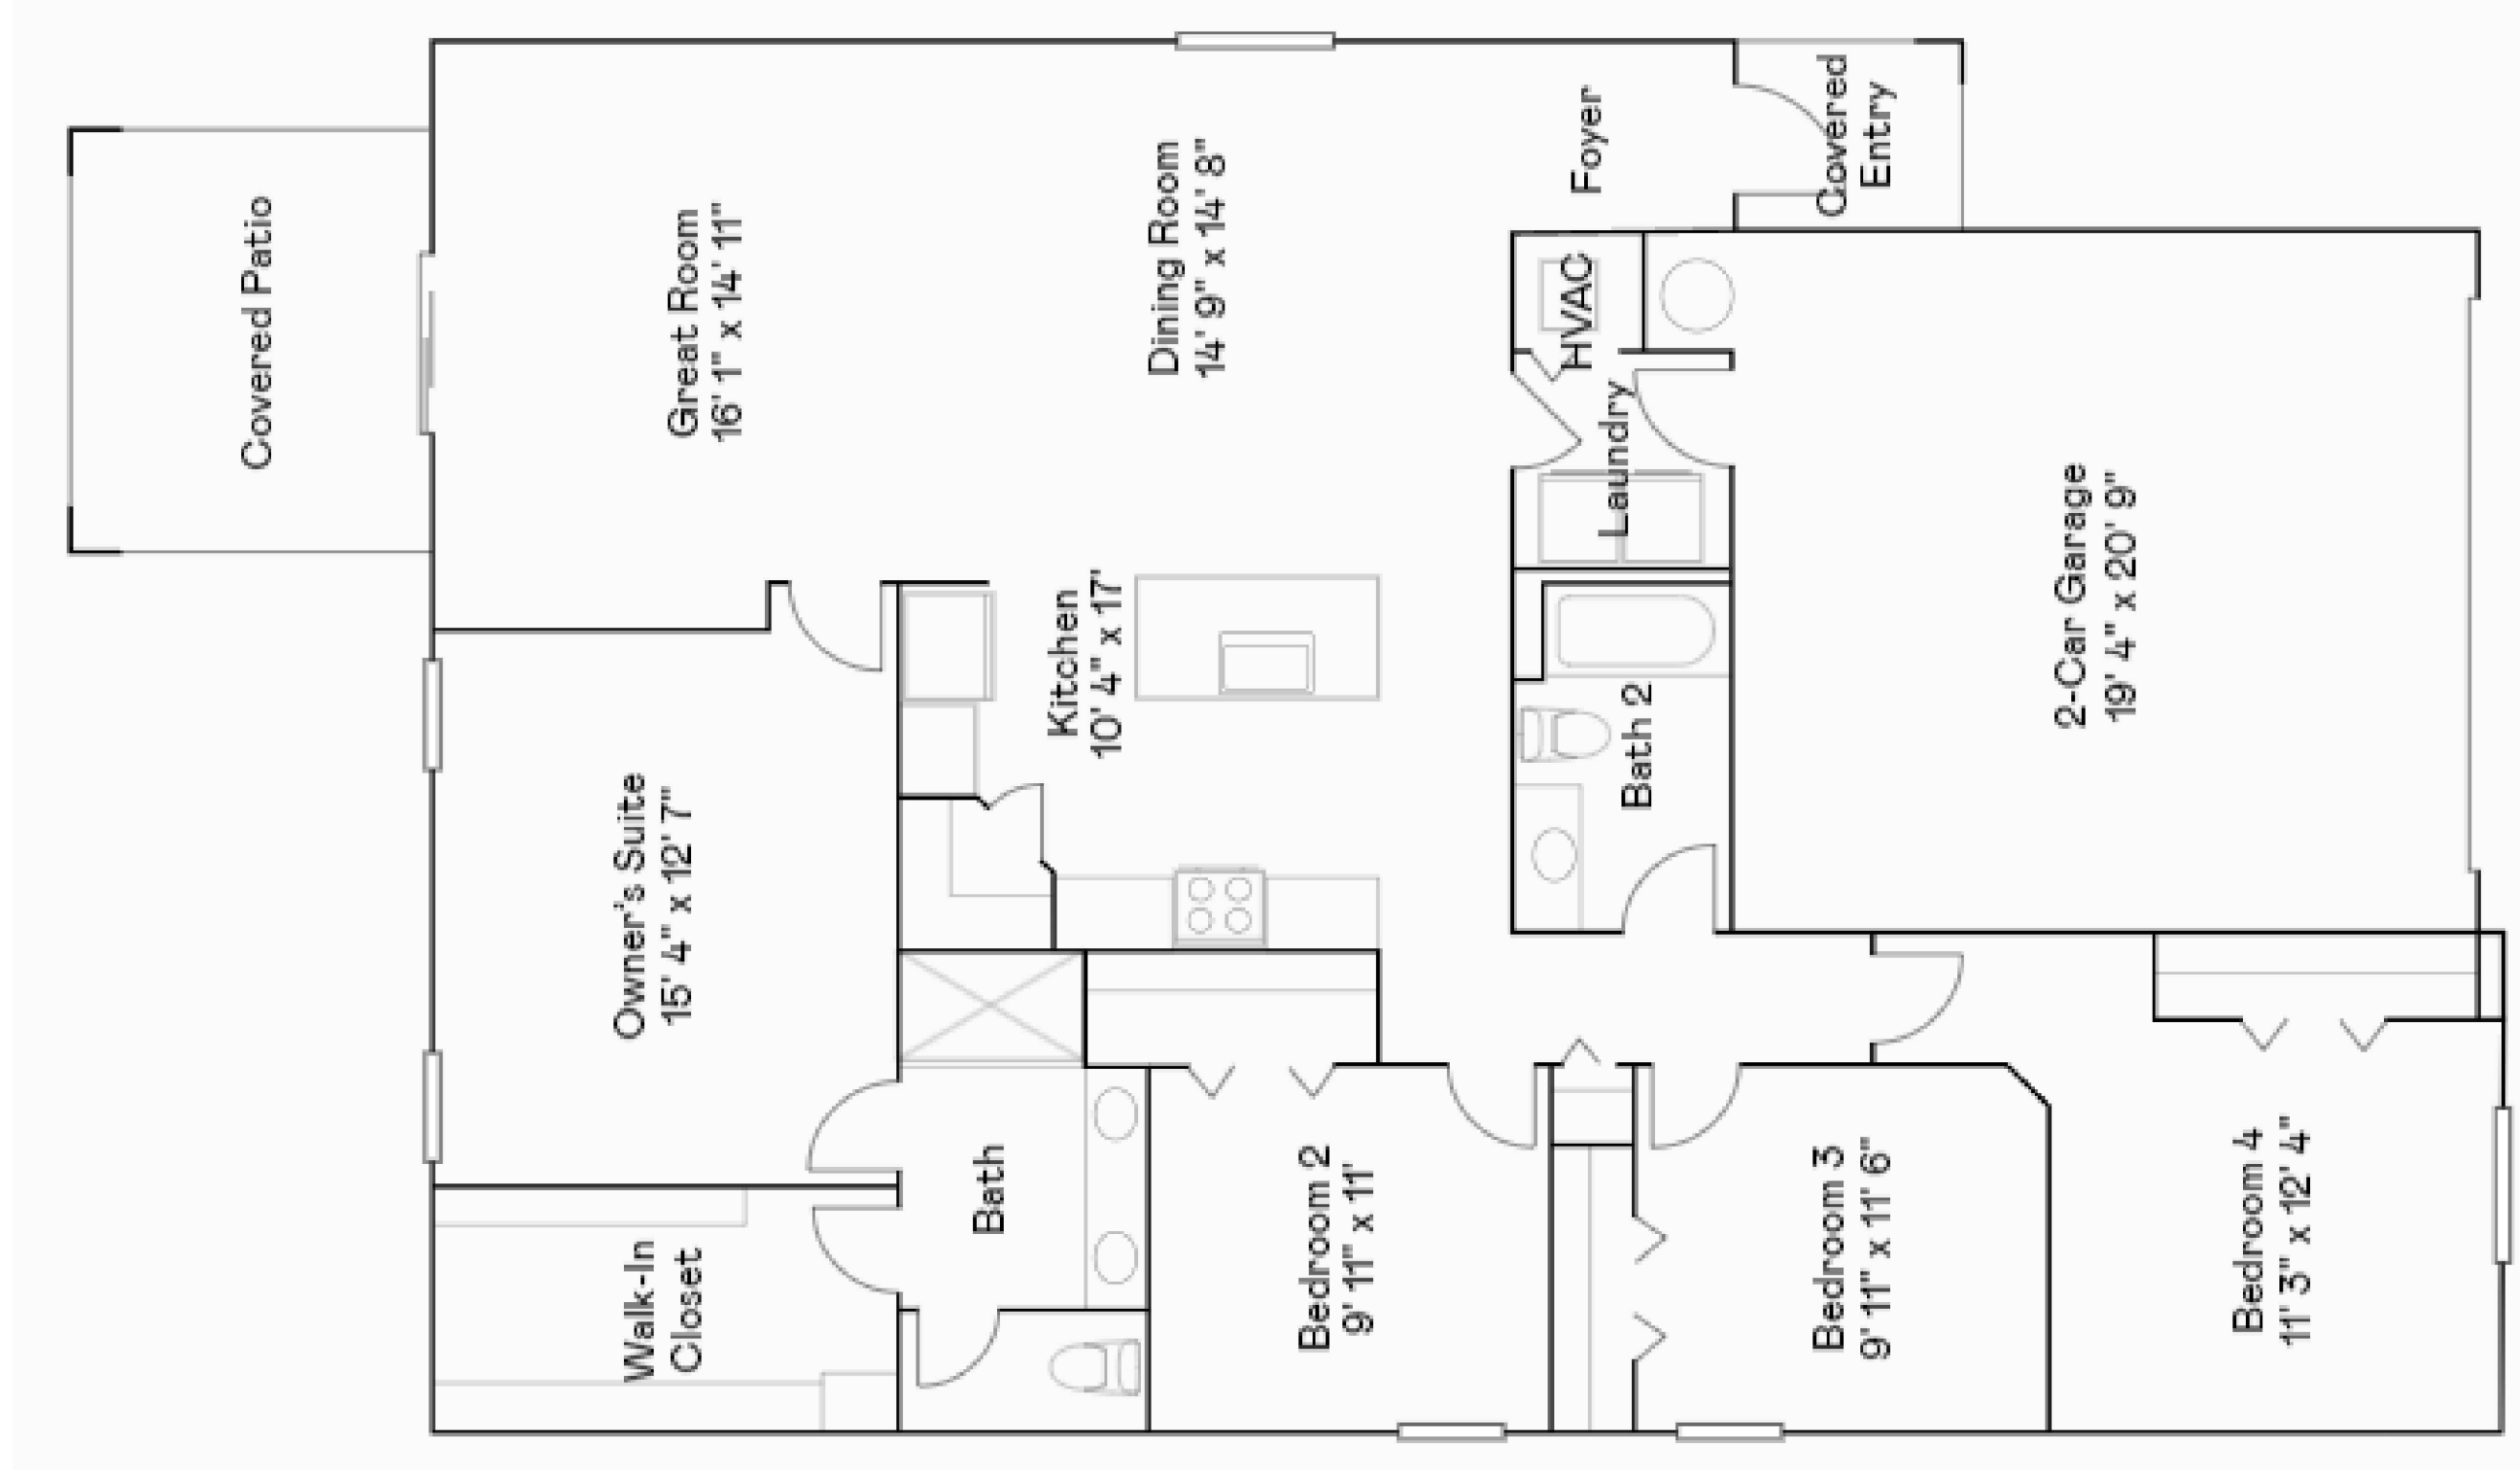 Covered Patio
Great Room
16' 1" x 14' 11"
Dining Room
14' 9" x 14' 8"
Foyer
Covered
Entry
HVAC
Laundry
Kitchen
10' 4" x 17'
2-Car Garage
19' 4" x 20' 9"
Owner's Suite
15' 4" x 12' 7"
Bath 2
Walk-In
Closet
Bath
Bedroom 2
9' 11" x 11'
Bedroom 3
9' 11" x 11' 6"
Bedroom 4
11' 3" x 12' 4"